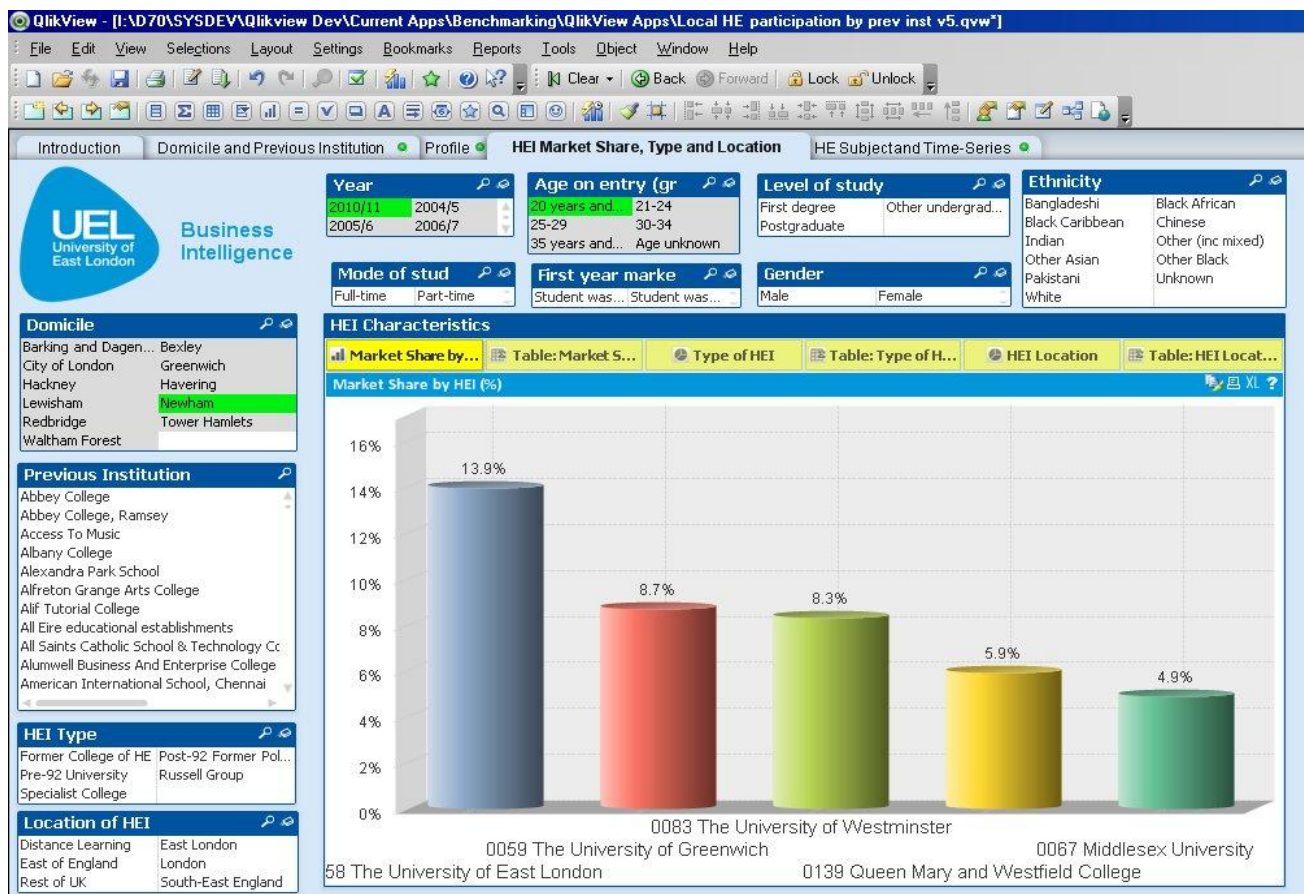 QlikView - [I:\D70\SYSDEV\Qlikview Dev\Current Apps\Benchmarking\QlikView Apps\Local HE participation by prev inst v5.qvw*]
File Edit View Selections Layout Settings Bookmarks Reports Tools Object Window Help
Clear Back Forward Lock Unlock
Introduction Domicile and Previous Institution Profile HEI Market Share, Type and Location HE Subjectand Time-Series
UEL
University of
East London
Business
Intelligence
Year
2010/11 2004/5
2005/6 2006/7
Age on entry (gr
20 years and... 21-24
25-29 30-34
35 years and... Age unknown
Level of study
First degree Other undergrad...
Postgraduate
Ethnicity
Bangladeshi Black African
Black Caribbean Chinese
Indian Other (inc mixed)
Other Asian Other Black
Pakistani Unknown
White
Mode of stud
Full-time Part-time
First year marke
Student was... Student was...
Gender
Male Female
Domicile
Barking and Dagen... Bexley
City of London Greenwich
Hackney Havering
Lewisham Newham
Redbridge Tower Hamlets
Waltham Forest
Previous Institution
Abbey College
Abbey College, Ramsey
Access To Music
Albany College
Alexandra Park School
Alfreton Grange Arts College
Alif Tutorial College
All Eire educational establishments
All Saints Catholic School & Technology Cc
Alumwell Business And Enterprise College
American International School, Chennai
HEI Type
Former College of HE Post-92 Former Pol...
Pre-92 University Russell Group
Specialist College
Location of HEI
Distance Learning East London
East of England London
Rest of UK South-East England
HEI Characteristics
Market Share by... Table: Market S... Type of HEI Table: Type of H... HEI Location Table: HEI Locat...
Market Share by HEI (%) XL ?
16%
14%
12%
10%
8%
6%
4%
2%
0%
13.9%
8.7%
8.3%
5.9%
4.9%
0083 The University of Westminster
0059 The University of Greenwich 0067 Middlesex University
58 The University of East London 0139 Queen Mary and Westfield College